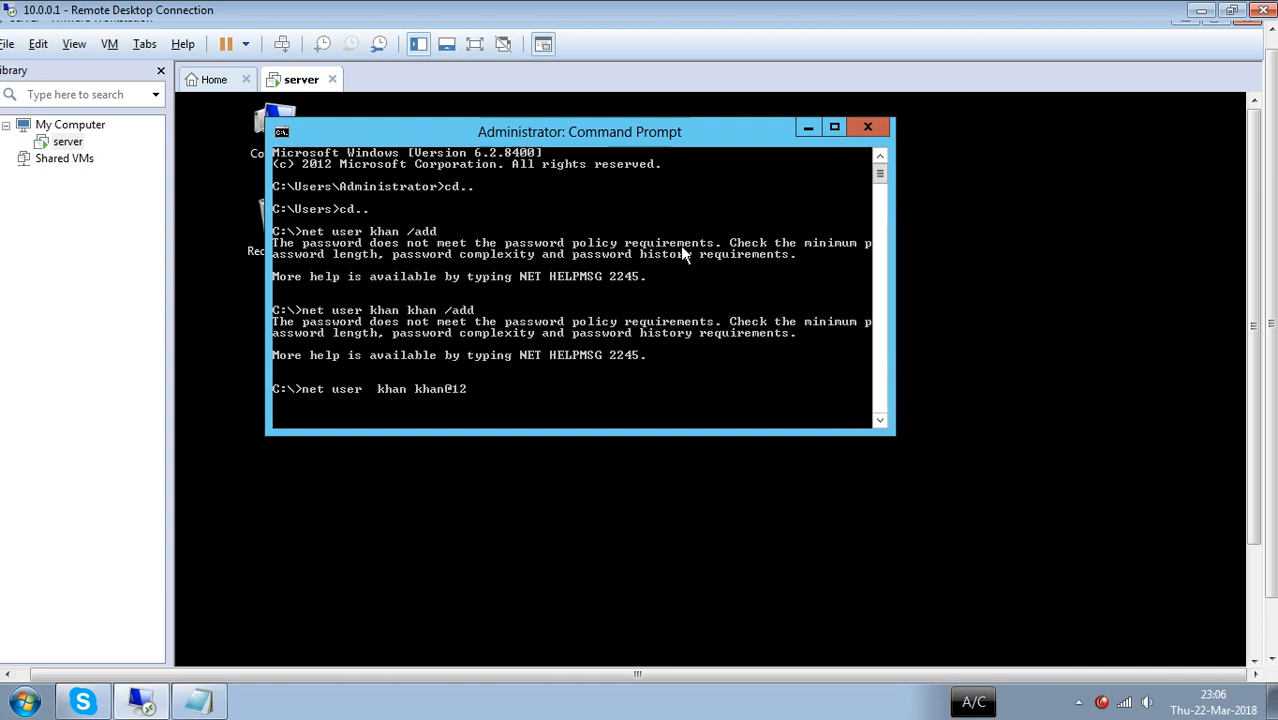 10.0.0.1 - Remote Desktop Connection
File Edit View VM Tabs Help
Library
Home
server
Type here to search
My Computer
server
Shared VMs
Administrator: Command Prompt
Microsoft Windows [Version 6.2.8400]
(c) 2012 Microsoft Corporation. All rights reserved.
C:\Users\Administrator>cd..
C:\Users>cd..
C:\>net user khan /add
The password does not meet the password policy requirements. Check the minimum p
assword length, password complexity and password history requirements.
More help is available by typing NET HELPMSG 2245.
C:\>net user khan khan /add
The password does not meet the password policy requirements. Check the minimum p
assword length, password complexity and password history requirements.
More help is available by typing NET HELPMSG 2245.
C:\>net user  khan khan@12
A/C
23:06
Thu-22-Mar-2018